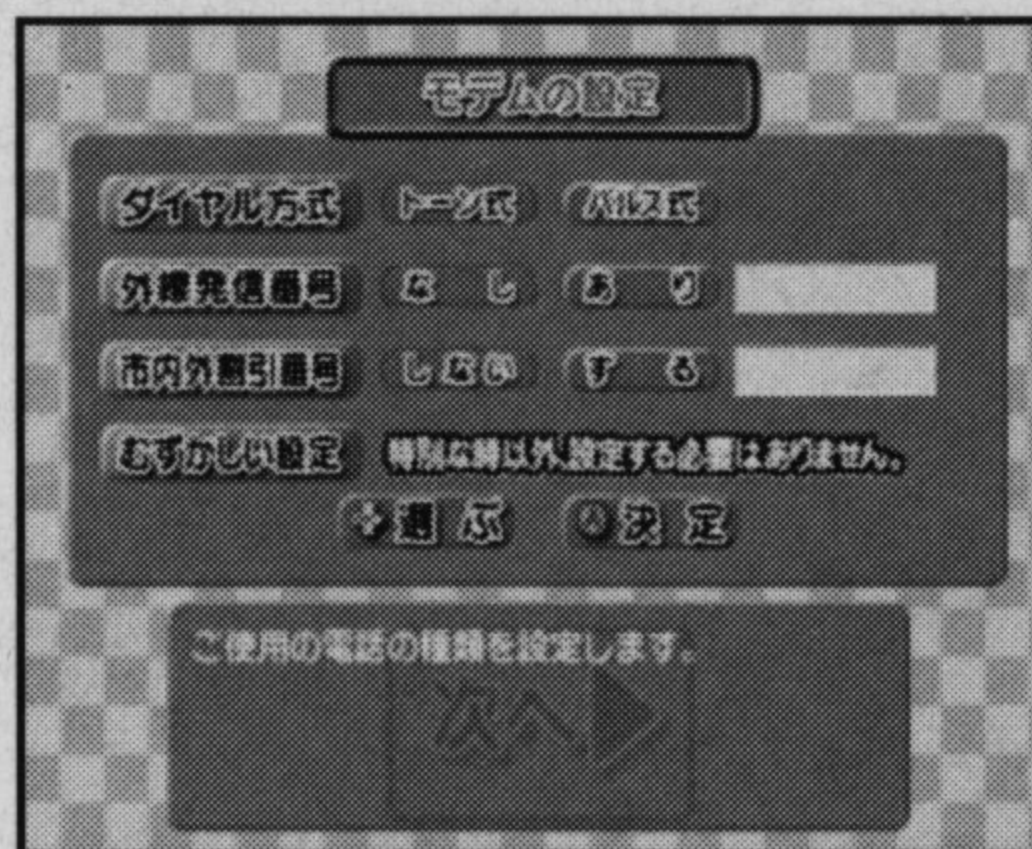 モデムの設定
ダイヤル方式 トーン式 パルス式
外線発信番号 なし あり
市内外割引番号 しない する
むずかしい設定 特別な時以外、設定する必要はありません。
選ぶ A 決定
ご使用の電話の種類を設定します。
次へ